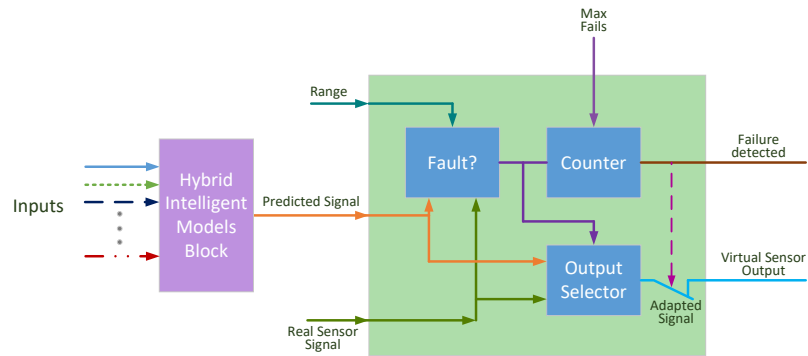 Max
Fails
Range
Fault?
Counter
Failure
detected
Inputs
Hybrid
Intelligent
Models
Block
Predicted Signal
Output
Selector
Virtual Sensor
Output
Adapted
Signal
Real Sensor
Signal